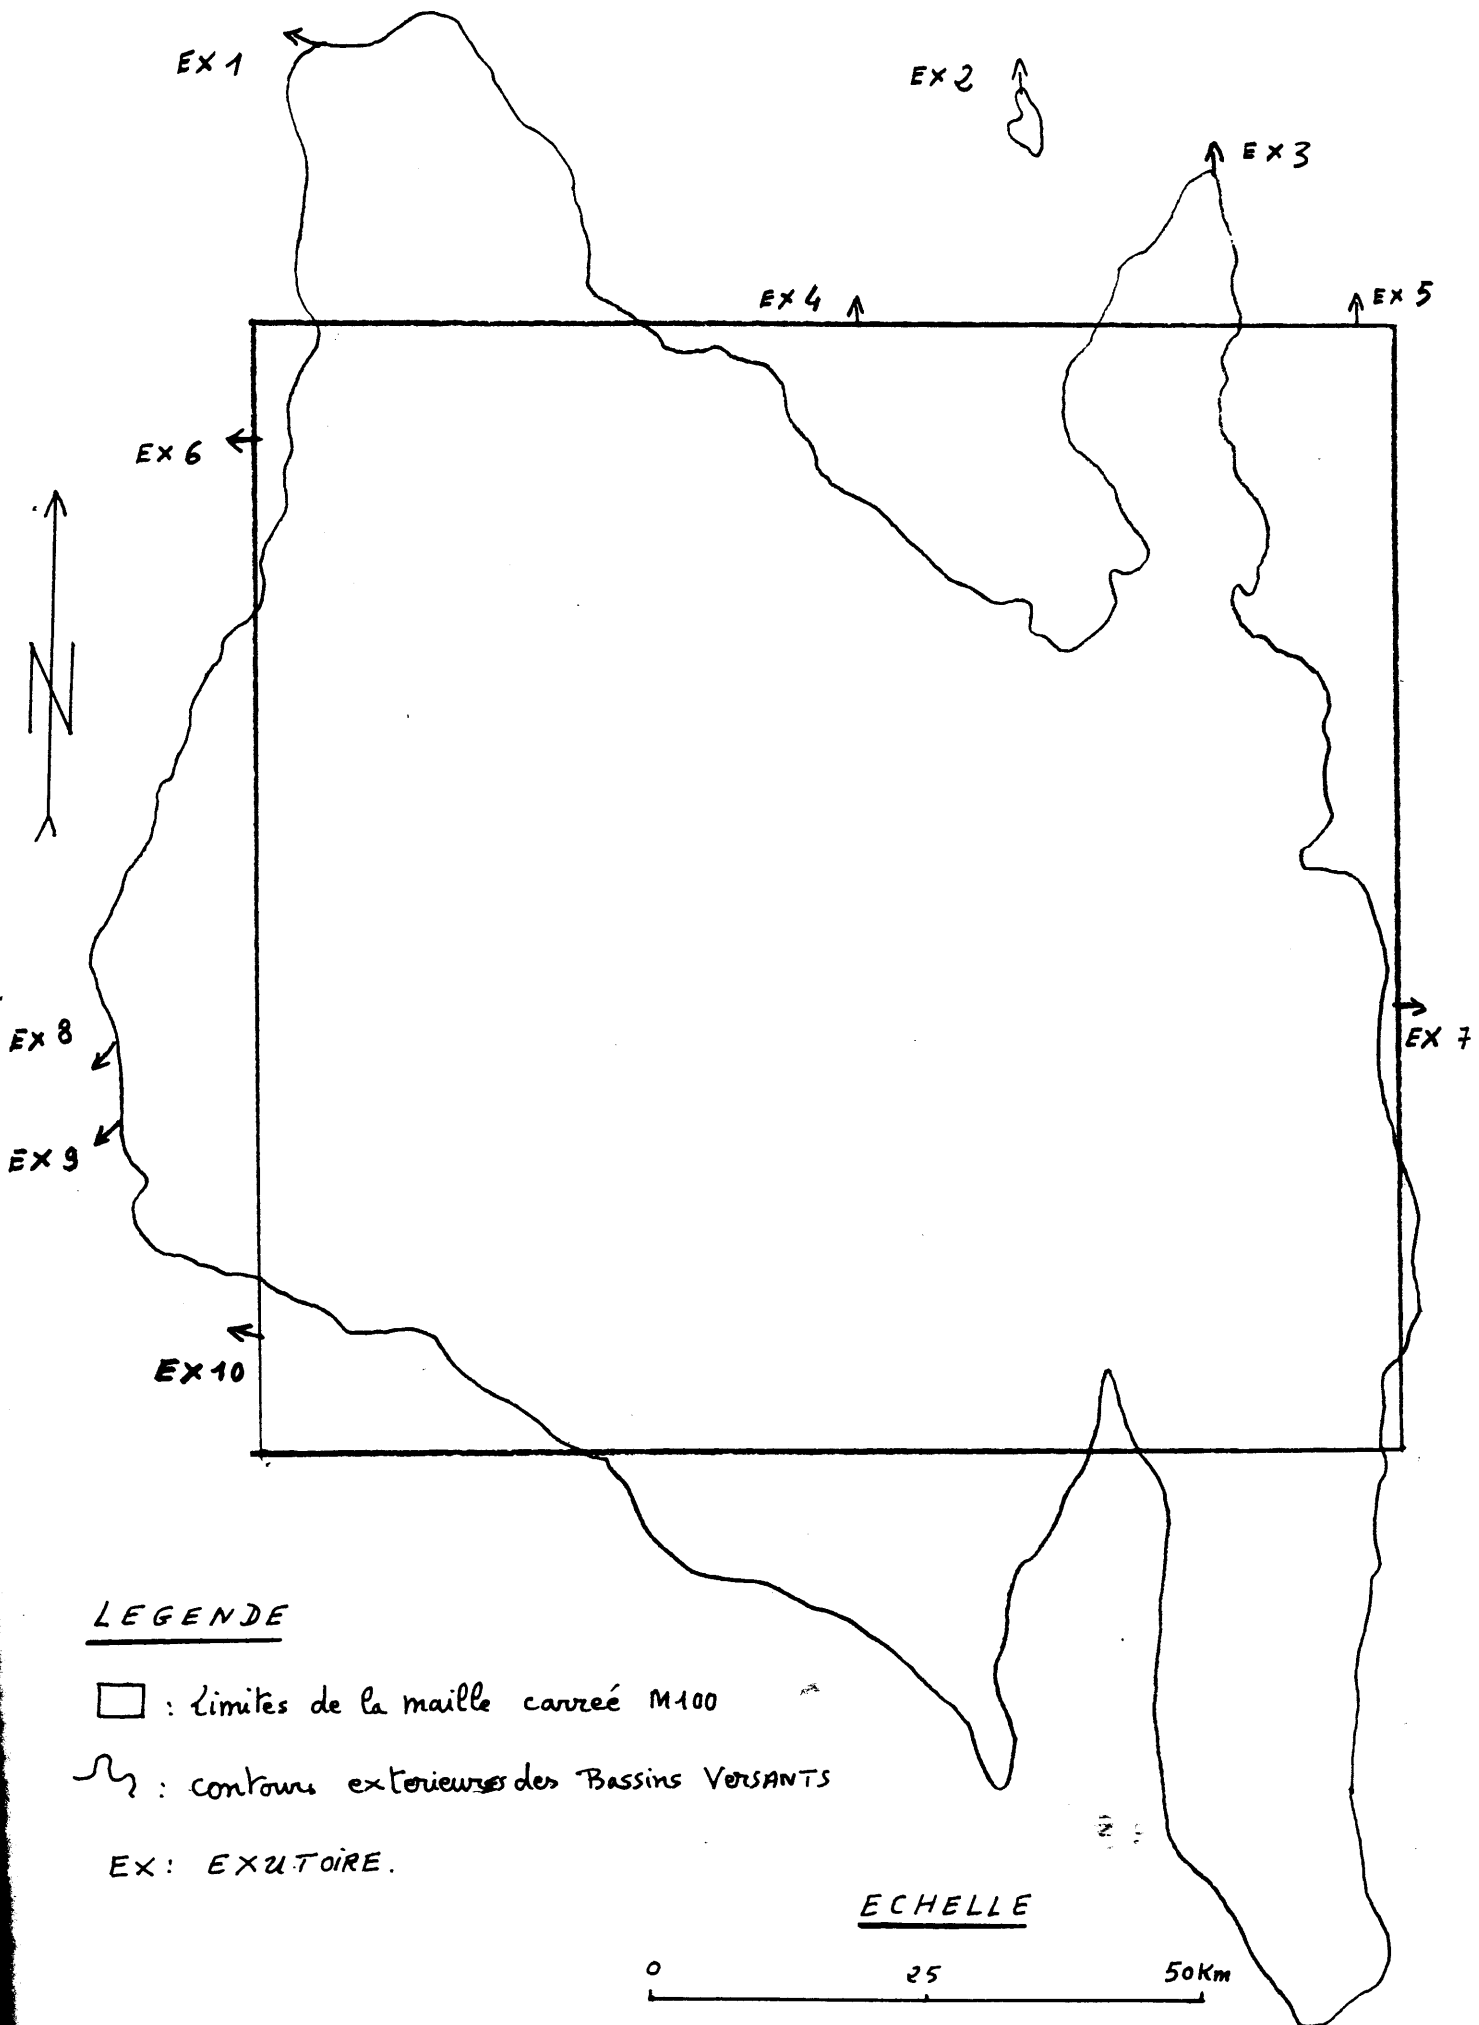 EX 1
EX 2
EX 3
EX 4
EX 5
EX 6
N
EX 7
EX 8
EX 9
EX 10
LEGENDE
: Limites de la maille carreé M100
: contours exterieures des Bassins VERSANTS
EX : EXUTOIRE.
ECHELLE
0 25 50Km